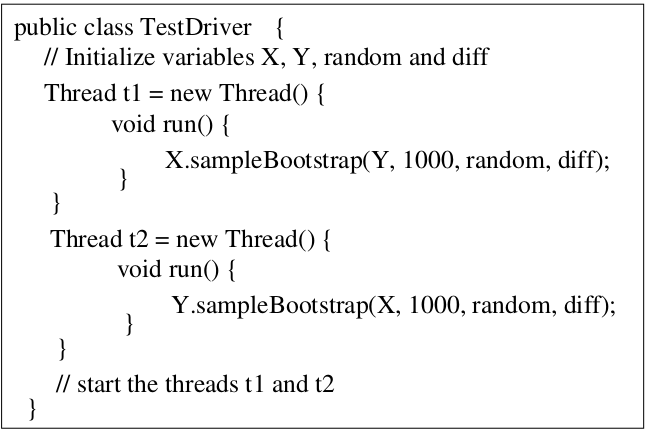 public class TestDriver {
// Initialize variables X, Y, random and diff
Thread t1 = new Thread() {
void run() {
X.sampleBootstrap(Y, 1000, random, diff);
}
}
Thread t2 = new Thread() {
void run() {
Y.sampleBootstrap(X, 1000, random, diff);
}
}
// start the threads t1 and t2
}